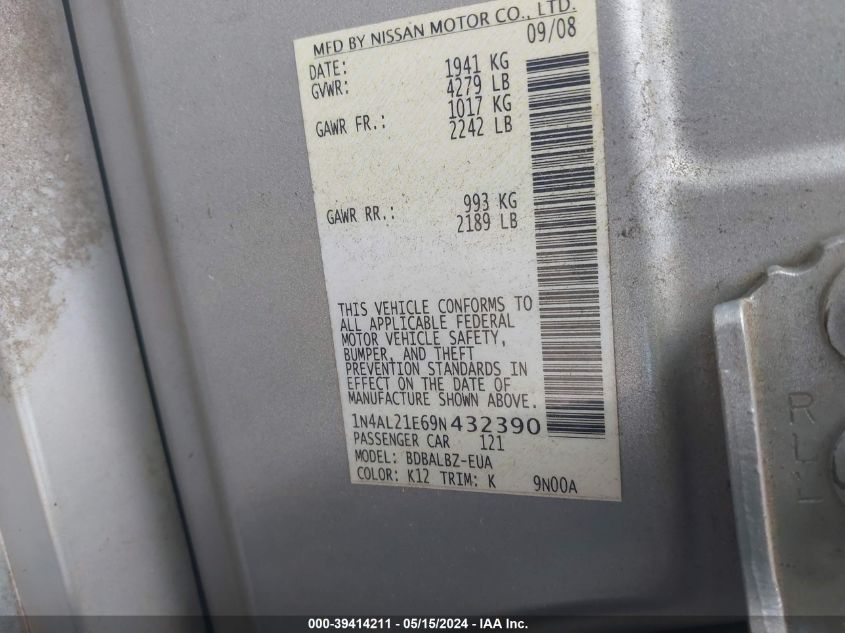 MFD BY NISSAN MOTOR CO., LTD.
09/08
DATE: 1941 KG
GVWR: 4279 LB
1017 KG
GAWR FR.: 2242 LB
993 KG
GAWR RR.: 2189 LB
THIS VEHICLE CONFORMS TO
ALL APPLICABLE FEDERAL
MOTOR VEHICLE SAFETY,
BUMPER, AND THEFT
PREVENTION STANDARDS IN
EFFECT ON THE DATE OF
MANUFACTURE SHOWN ABOVE.
1N4AL21E69N432390
PASSENGER CAR 121
MODEL: BDBALBZ-EUA
COLOR: K12 TRIM: K 9N00A
000-39414211 - 05/15/2024 - IAA Inc.